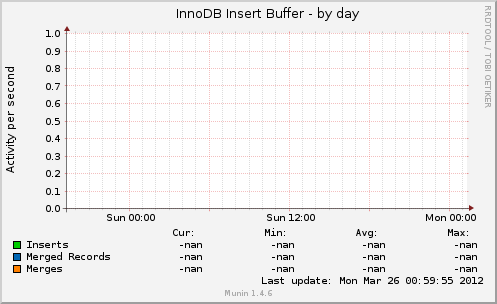 InnoDB Insert Buffer - by day
RRDTOOL / TOBI OETIKER
Activity per second
1.0
0.9
0.8
0.7
0.6
0.5
0.4
0.3
0.2
0.1
0.0
Sun 00:00 Sun 12:00 Mon 00:00
Cur: Min: Avg: Max:
Inserts -nan -nan -nan -nan
Merged Records -nan -nan -nan -nan
Merges -nan -nan -nan -nan
Last update: Mon Mar 26 00:59:55 2012
Munin 1.4.6